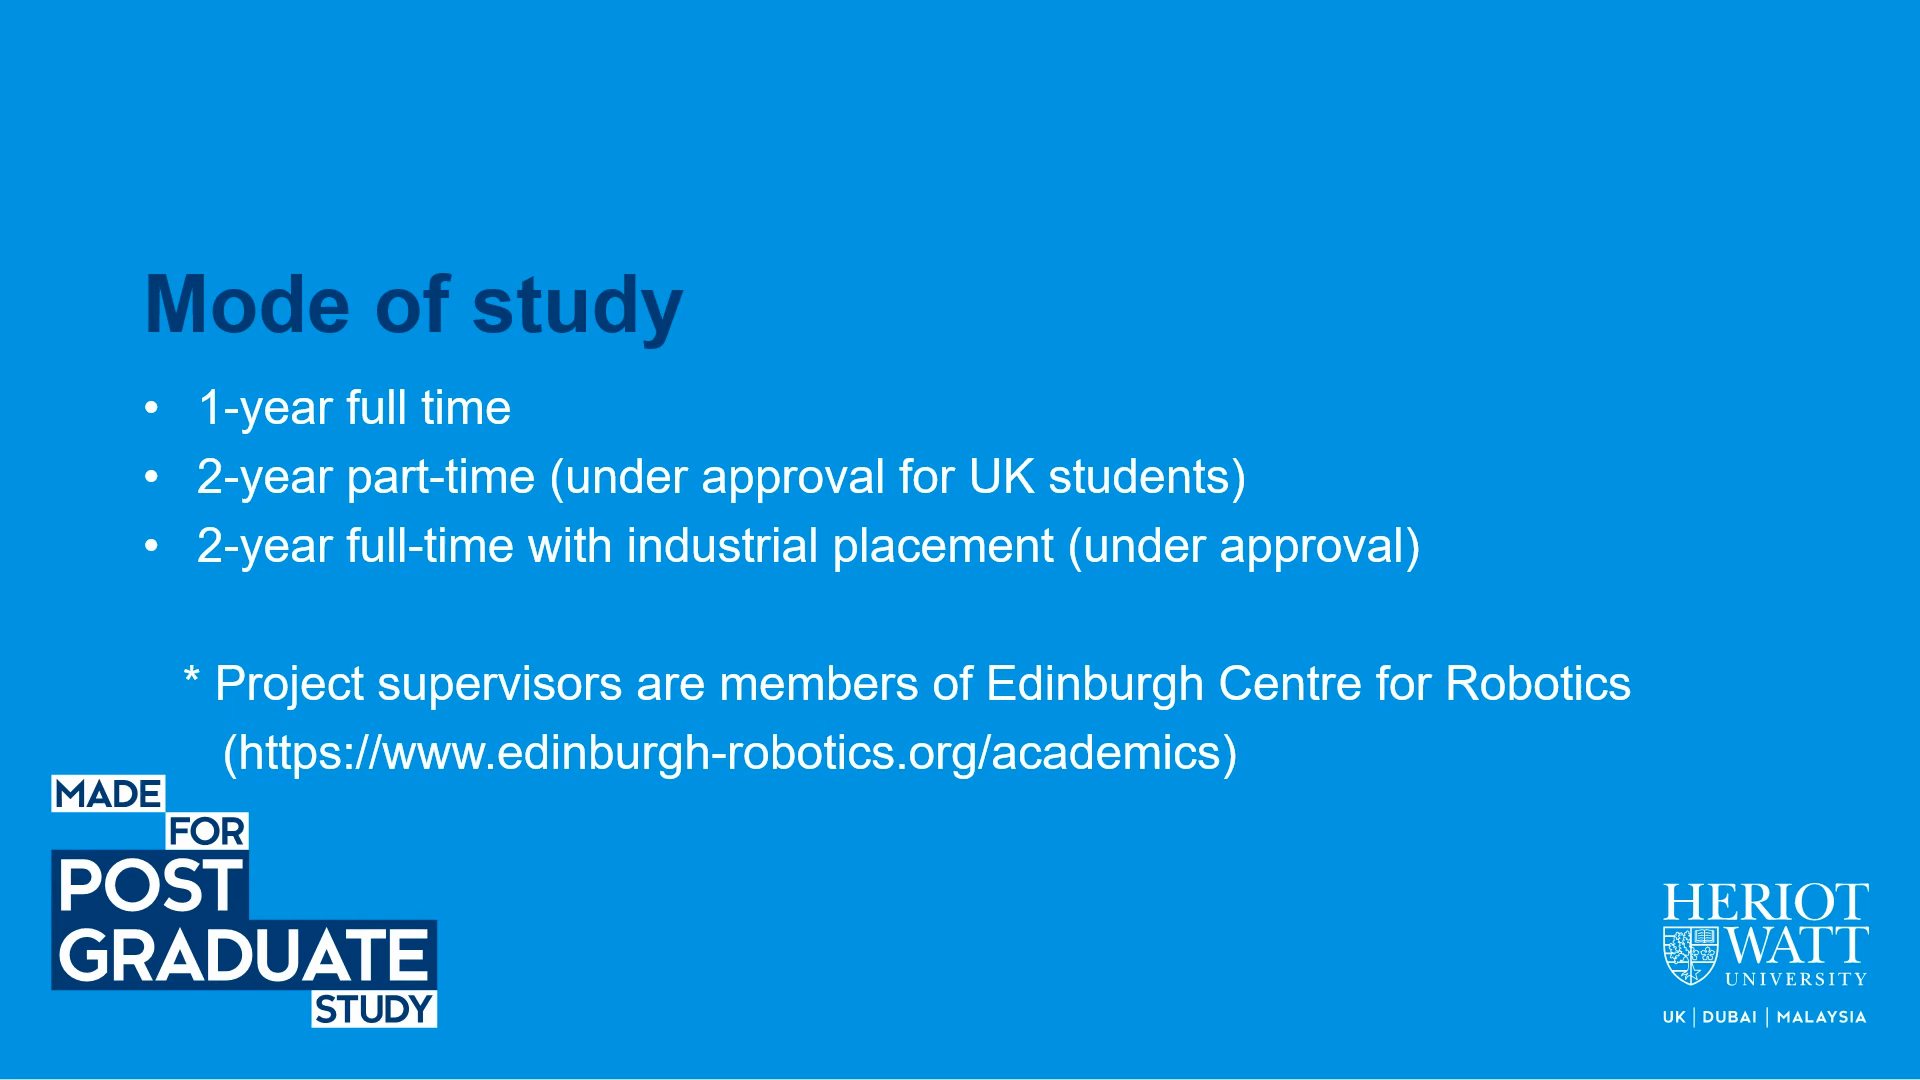 Mode of study
• 1-year full time
• 2-year part-time (under approval for UK students)
• 2-year full-time with industrial placement (under approval)
* Project supervisors are members of Edinburgh Centre for Robotics
(https://www.edinburgh-robotics.org/academics)
MADE
FOR
POST
GRADUATE
STUDY
HERIOT
WATT
UNIVERSITY
UK | DUBAI | MALAYSIA